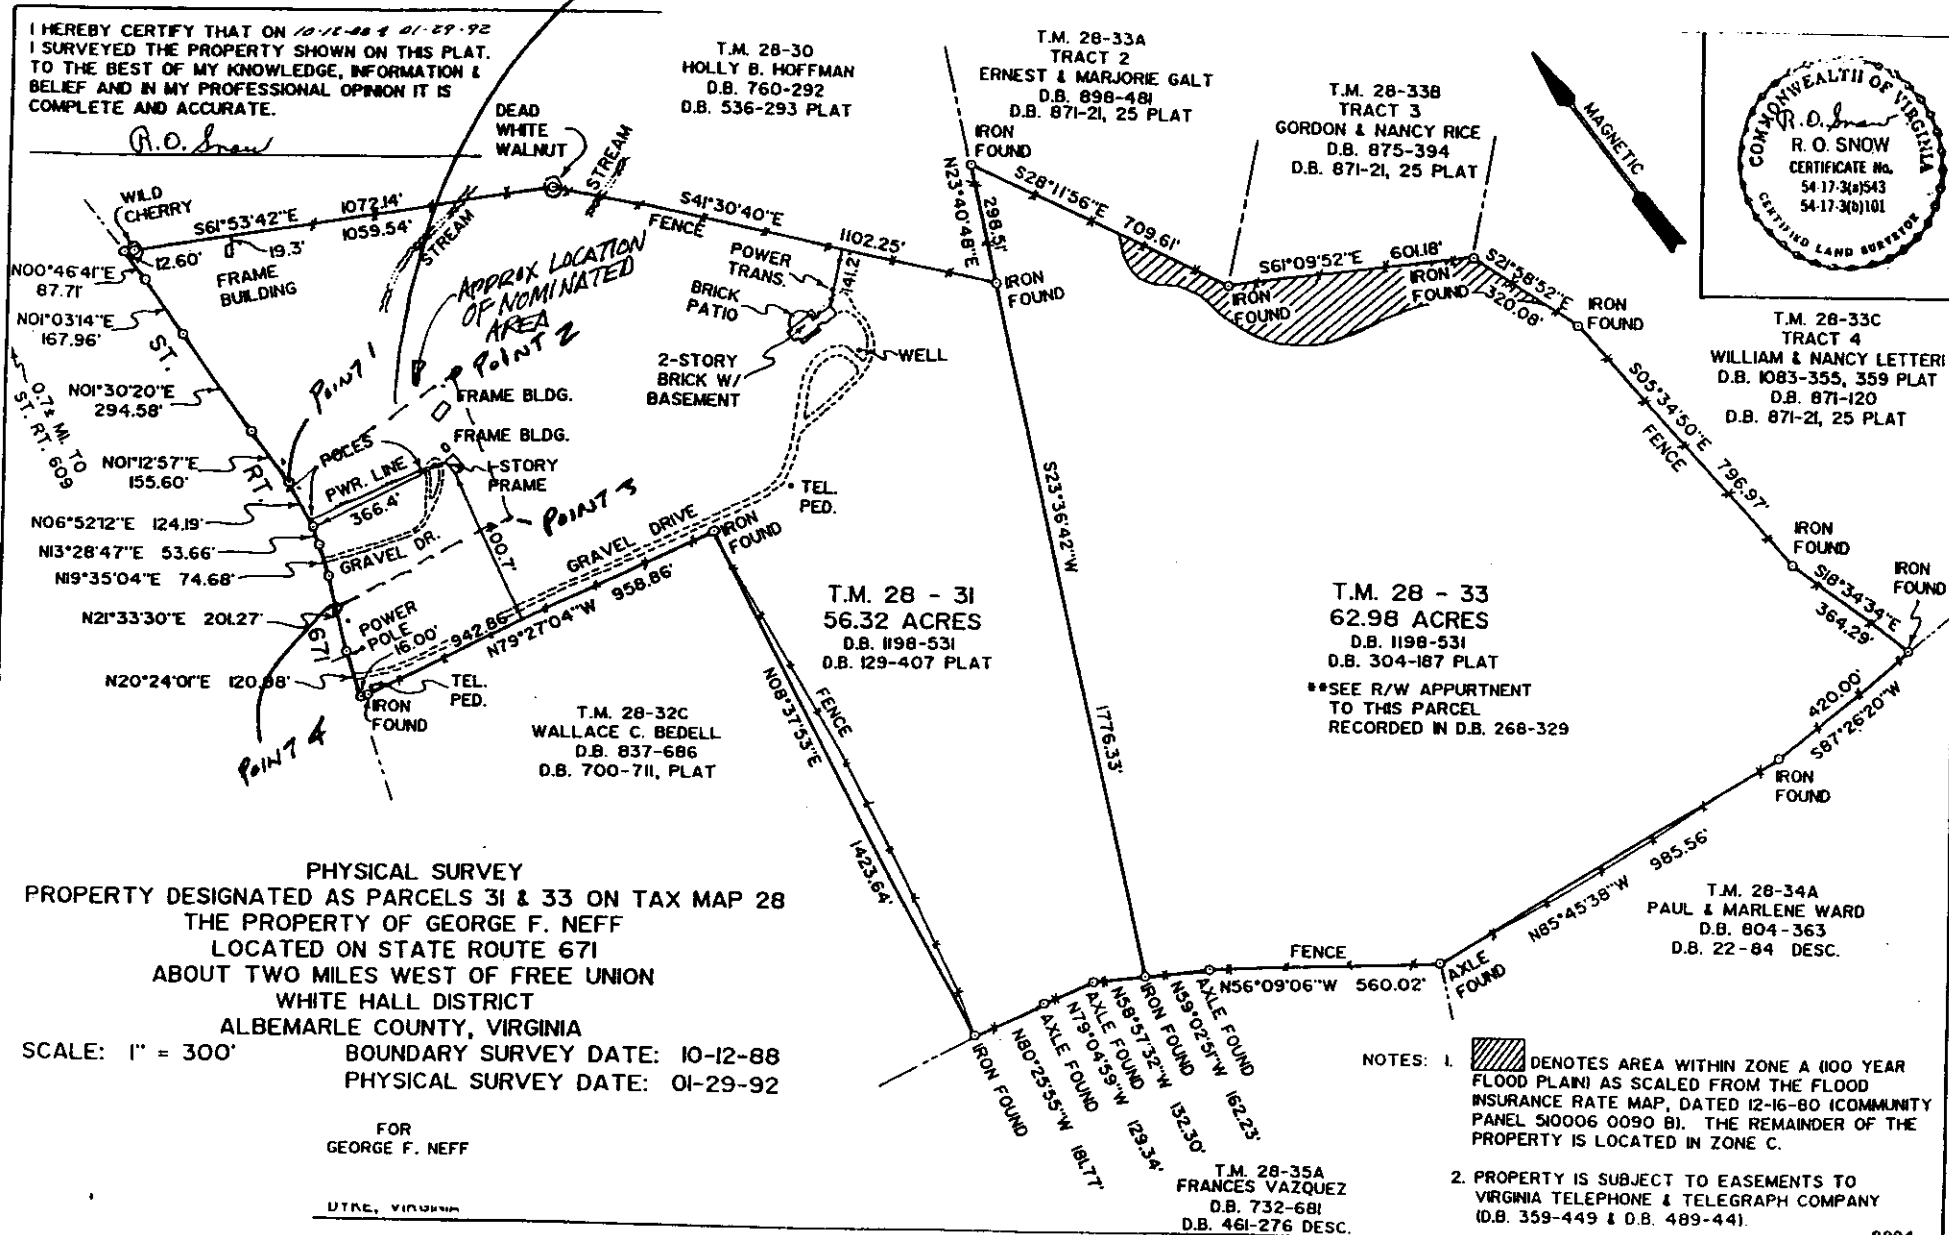 I HEREBY CERTIFY THAT ON 10-12-88 & 01-29-92
I SURVEYED THE PROPERTY SHOWN ON THIS PLAT.
TO THE BEST OF MY KNOWLEDGE, INFORMATION &
BELIEF AND IN MY PROFESSIONAL OPINION IT IS
COMPLETE AND ACCURATE.
R.O. Snow
T.M. 28-30
HOLLY B. HOFFMAN
D.B. 760-292
D.B. 536-293 PLAT
T.M. 28-33A
TRACT 2
ERNEST & MARJORIE GALT
D.B. 898-481
D.B. 871-21, 25 PLAT
T.M. 28-33B
TRACT 3
GORDON & NANCY RICE
D.B. 875-394
D.B. 871-21, 25 PLAT
MAGNETIC
COMMONWEALTH OF VIRGINIA
R.O. Snow
R. O. SNOW
CERTIFICATE No.
54-17-3(a)543
54-17-3(b)101
CERTIFIED LAND SURVEYOR
T.M. 28-33C
TRACT 4
WILLIAM & NANCY LETTERI
D.B. 1083-355, 359 PLAT
D.B. 871-120
D.B. 871-21, 25 PLAT
DEAD
WHITE
WALNUT
STREAM
WILD
CHERRY
S61°53'42"E
1072.14'
1059.54'
12.60'
19.3'
FRAME
BUILDING
STREAM
S41°30'40"E
FENCE
1102.25'
POWER
TRANS.
141.2'
BRICK
PATIO
2-STORY
BRICK W/
BASEMENT
WELL
IRON
FOUND
N23°40'48"E
298.51'
IRON
FOUND
S28°11'56"E
709.61'
IRON
FOUND
S61°09'52"E
601.18'
IRON
FOUND
S21°58'52"E
320.08'
IRON
FOUND
S05°34'50"E
796.97'
FENCE
IRON
FOUND
S18°34'34"E
364.29'
IRON
FOUND
420.00'
S87°26'20"W
IRON
FOUND
985.56'
N85°45'38"W
APPROX LOCATION
OF NOMINATED
AREA
POINT 1
POINT 2
POINT 3
POINT 4
N00°46'41"E
87.71'
N01°03'14"E
167.96'
N01°30'20"E
294.58'
N01°12'57"E
155.60'
N06°52'12"E 124.19'
N13°28'47"E 53.66'
N19°35'04"E 74.68'
N21°33'30"E 201.27'
N20°24'01"E 120.98'
0.7± MI. TO
ST. RT. 609
ST. RT. 671
POLES
PWR. LINE
366.4'
FRAME BLDG.
FRAME BLDG.
1-STORY
FRAME
GRAVEL DR.
400.7'
GRAVEL DRIVE
TEL.
PED.
IRON
FOUND
958.86'
942.86'
N79°27'04"W
POWER
POLE
16.00'
TEL.
PED.
IRON
FOUND
T.M. 28-32C
WALLACE C. BEDELL
D.B. 837-686
D.B. 700-711, PLAT
T.M. 28 - 31
56.32 ACRES
D.B. 1198-531
D.B. 129-407 PLAT
N08°37'53"E
FENCE
1423.64'
S23°36'42"W
1776.33'
T.M. 28 - 33
62.98 ACRES
D.B. 1198-531
D.B. 304-187 PLAT
**SEE R/W APPURTNENT
TO THIS PARCEL
RECORDED IN D.B. 268-329
T.M. 28-34A
PAUL & MARLENE WARD
D.B. 804-363
D.B. 22-84 DESC.
FENCE
N56°09'06"W 560.02'
AXLE
FOUND
AXLE FOUND
N59°02'51"W 162.23'
IRON FOUND
N58°57'32"W 132.30'
AXLE FOUND
N79°04'59"W 129.34'
AXLE FOUND
N80°25'55"W 181.77'
IRON FOUND
T.M. 28-35A
FRANCES VAZQUEZ
D.B. 732-681
D.B. 461-276 DESC.
PHYSICAL SURVEY
PROPERTY DESIGNATED AS PARCELS 31 & 33 ON TAX MAP 28
THE PROPERTY OF GEORGE F. NEFF
LOCATED ON STATE ROUTE 671
ABOUT TWO MILES WEST OF FREE UNION
WHITE HALL DISTRICT
ALBEMARLE COUNTY, VIRGINIA
SCALE: 1" = 300'
BOUNDARY SURVEY DATE: 10-12-88
PHYSICAL SURVEY DATE: 01-29-92
FOR
GEORGE F. NEFF
DYKE, VIRGINIA
NOTES: 1. DENOTES AREA WITHIN ZONE A (100 YEAR
FLOOD PLAIN) AS SCALED FROM THE FLOOD
INSURANCE RATE MAP, DATED 12-16-80 (COMMUNITY
PANEL 510006 0090 B). THE REMAINDER OF THE
PROPERTY IS LOCATED IN ZONE C.
2. PROPERTY IS SUBJECT TO EASEMENTS TO
VIRGINIA TELEPHONE & TELEGRAPH COMPANY
(D.B. 359-449 & D.B. 489-441).